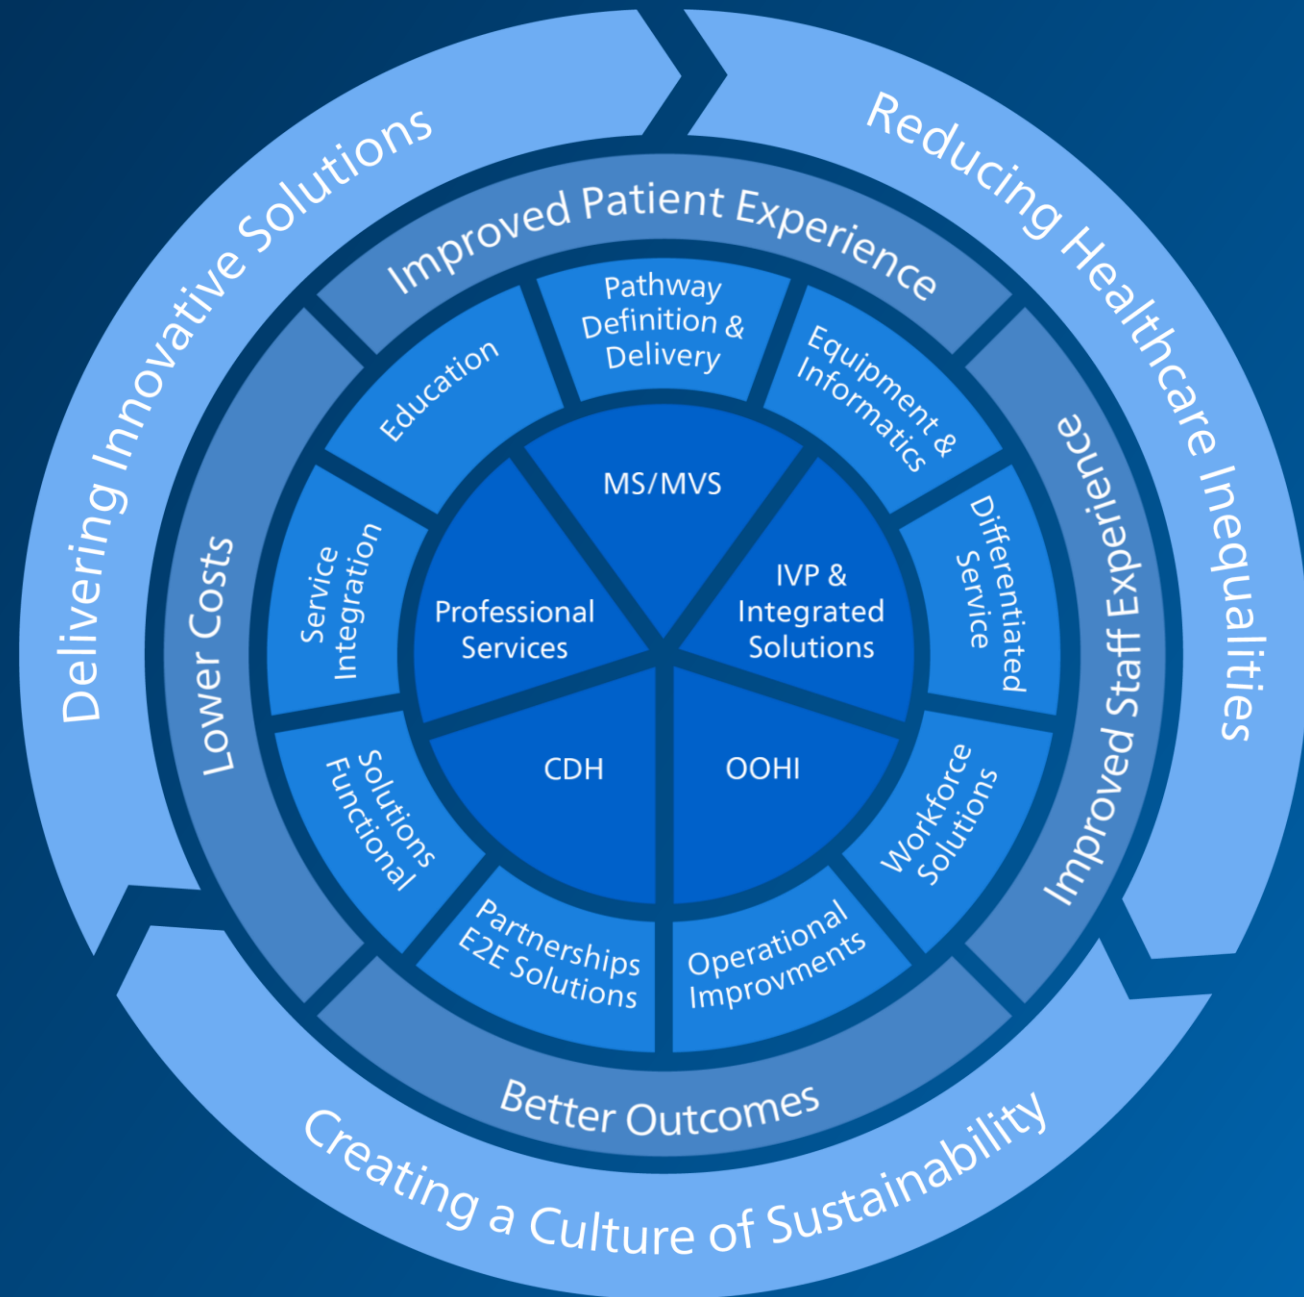 Delivering Innovative Solutions
Reducing Healthcare Inequalities
Creating a Culture of Sustainability
Improved Patient Experience
Improved Staff Experience
Better Outcomes
Lower Costs
Pathway
Definition &
Delivery
Equipment &
Informatics
Differentiated
Service
Workforce
Solutions
Operational
Improvments
Partnerships
E2E Solutions
Solutions
Functional
Service
Integration
Education
MS/MVS
IVP &
Integrated
Solutions
OOHI
CDH
Professional
Services